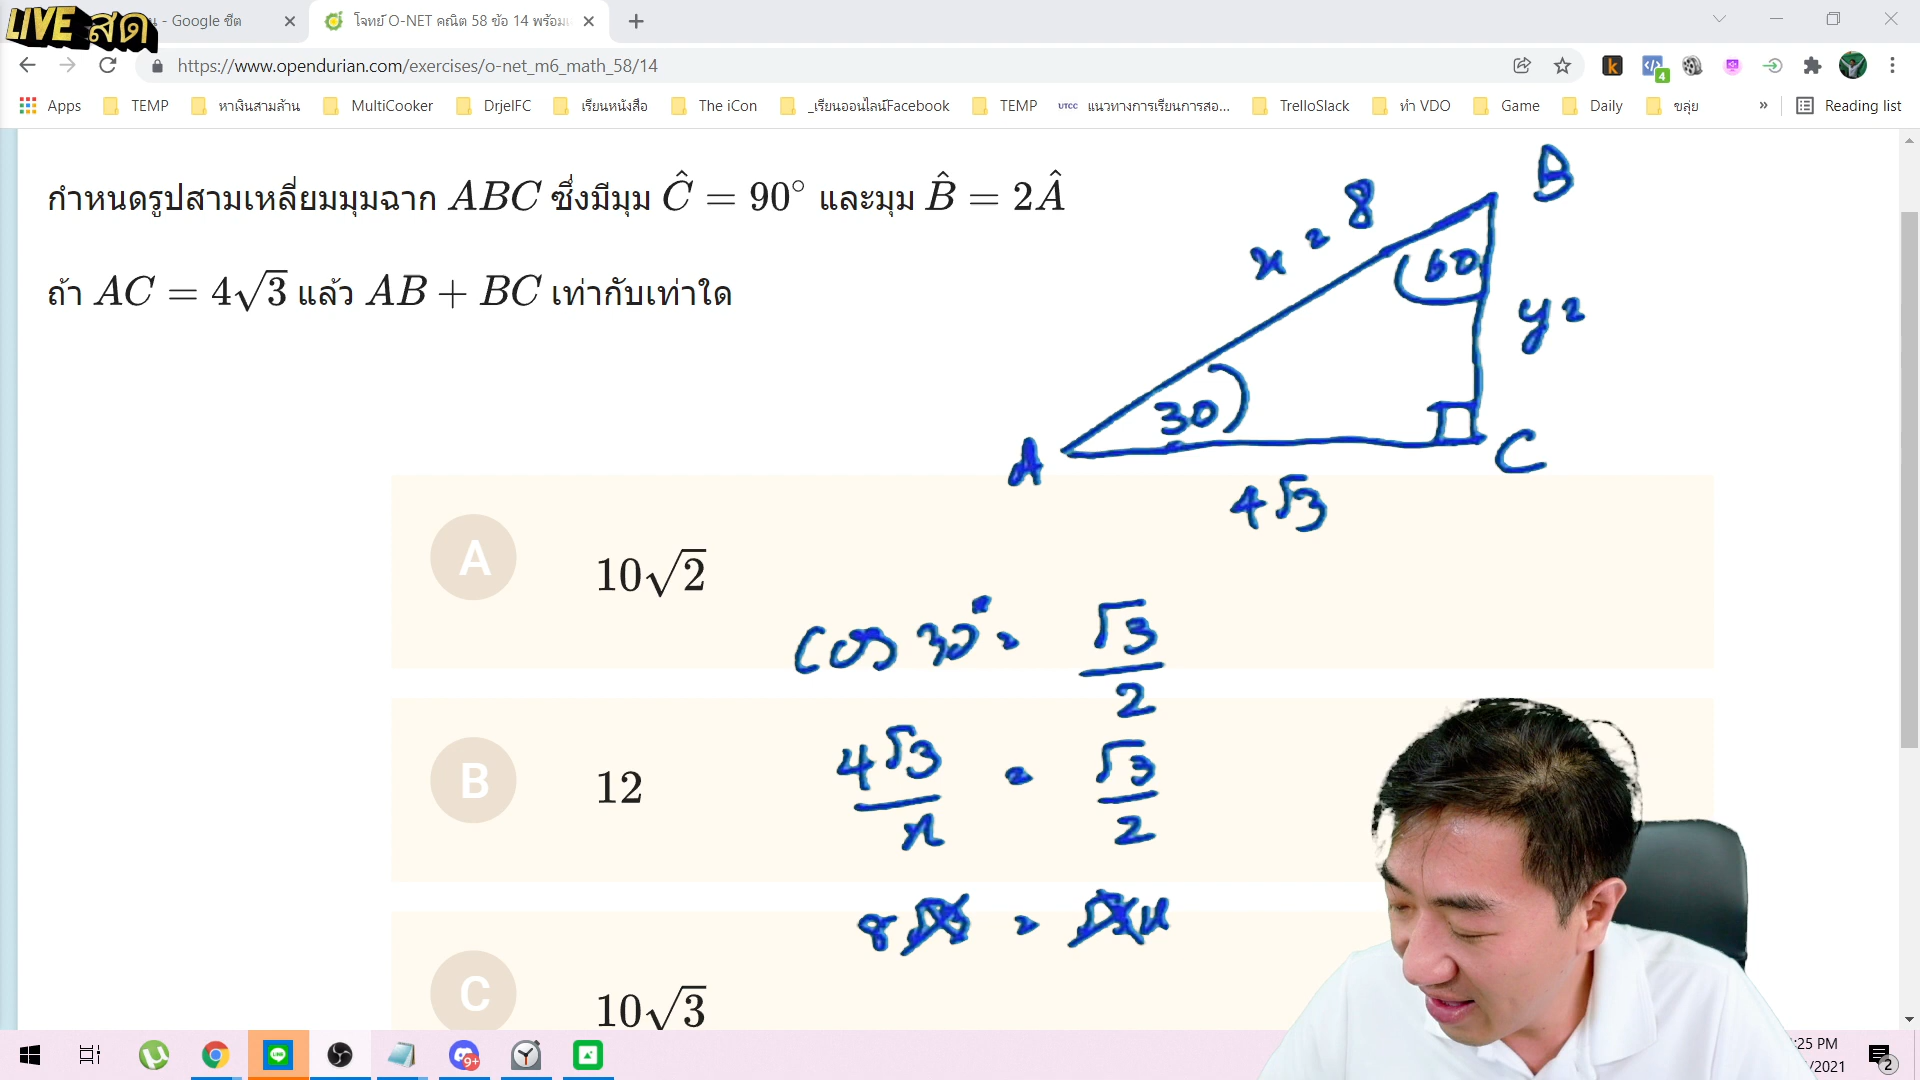 LIVE สด
น - Google ชีต
โจทย์ O-NET คณิต 58 ข้อ 14 พร้อมเ
https://www.opendurian.com/exercises/o-net_m6_math_58/14
4
Apps TEMP หาเงินสามล้าน MultiCooker DrjelFC เรียนหนังสือ The iCon _เรียนออนไลน์Facebook TEMP UTCC แนวทางการเรียนการสอ... TrelloSlack ทำ VDO Game Daily ขลุ่ย » Reading list
กำหนดรูปสามเหลี่ยมมุมฉาก ABC ซึ่งมีมุม Ĉ = 90° และมุม B̂ = 2Â
ถ้า AC = 4√3 แล้ว AB + BC เท่ากับเท่าใด
B
x = 8
60
y =
30
A
C
4√3
A 10√2
cos 30° = √3/2
B 12
4√3/x = √3/2
8√3 = √3x
C 10√3
9+
:25 PM
/2021
2